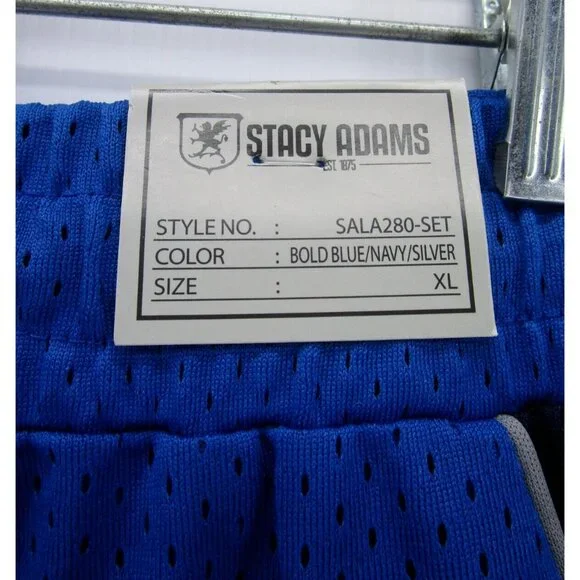 STACY ADAMS
EST. 1875
STYLE NO. : SALA280-SET
COLOR : BOLD BLUE/NAVY/SILVER
SIZE : XL